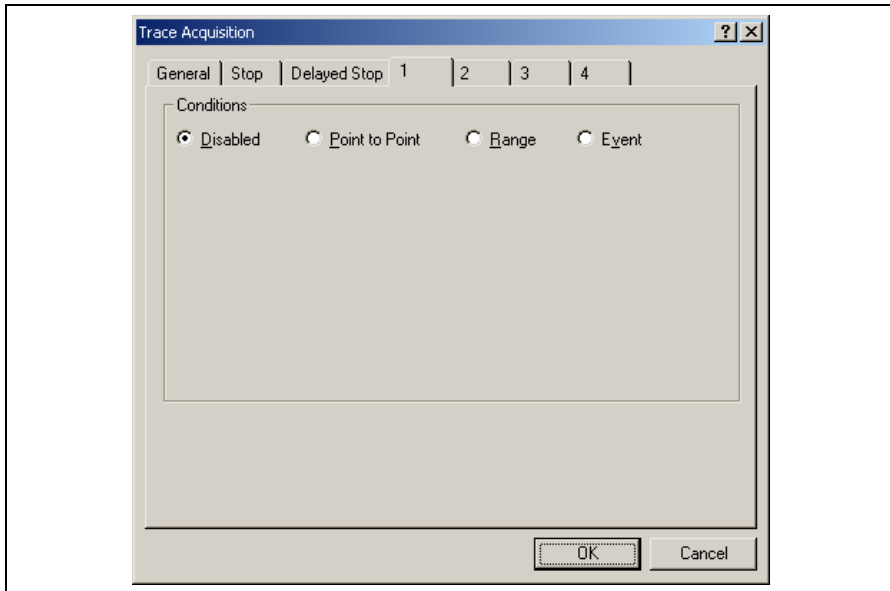 Trace Acquisition
General Stop Delayed Stop 1 2 3 4
Conditions
Disabled Point to Point Range Event
OK Cancel